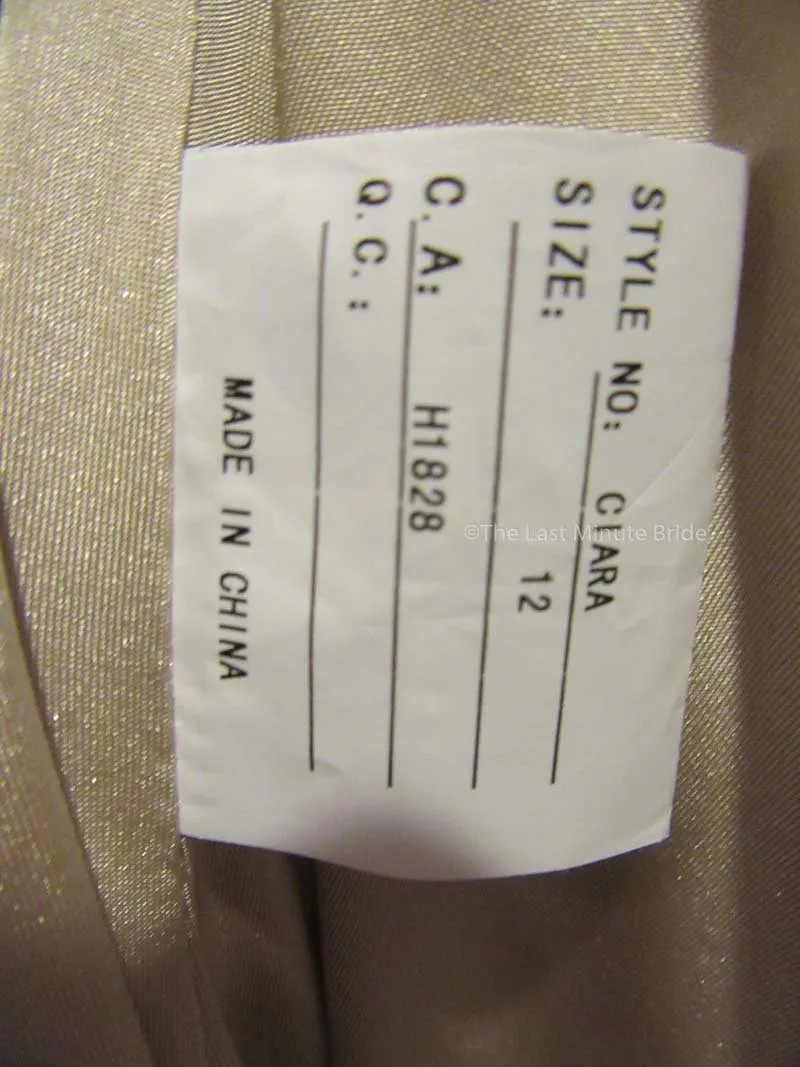 STYLE NO: CIARA
SIZE: 12
C.A: H1828
Q.C.:
MADE IN CHINA
©The Last Minute Bride